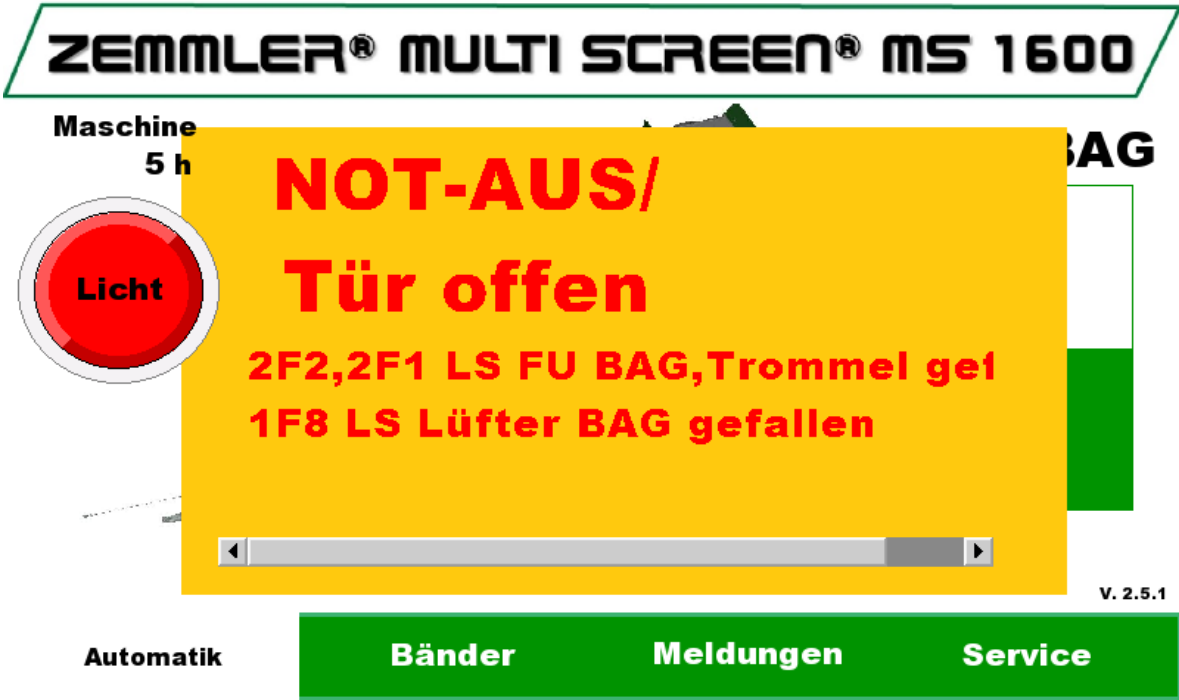 ZEMMLER® MULTI SCREEN® MS 1600
Maschine
5 h
NOT-AUS/
Tür offen
2F2,2F1 LS FU BAG,Trommel gef
1F8 LS Lüfter BAG gefallen
Licht
V. 2.5.1
Automatik
Bänder
Meldungen
Service